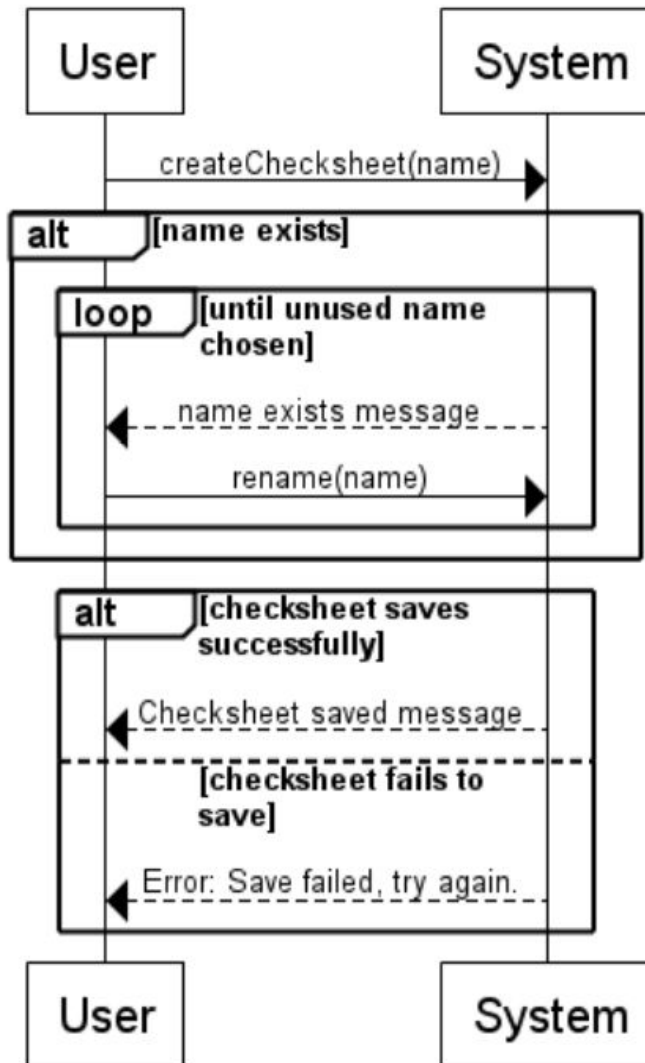 User System
createChecksheet(name)
alt [name exists]
loop [until unused name
chosen]
name exists message
rename(name)
alt [checksheet saves
successfully]
Checksheet saved message
[checksheet fails to
save]
Error: Save failed, try again.
User System